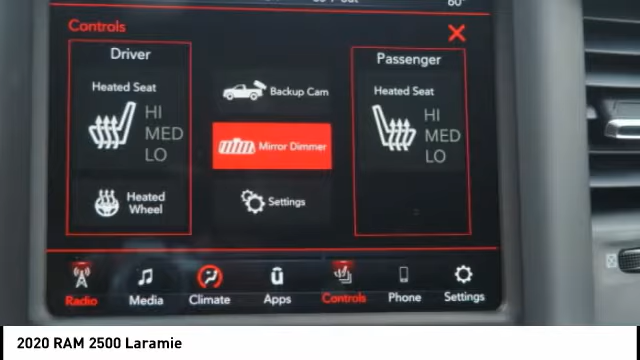 60°
Controls
Driver
Heated Seat
HI
MED
LO
Heated
Wheel
Backup Cam
Mirror Dimmer
Settings
Passenger
Heated Seat
HI
MED
LO
Radio
Media
Climate
Apps
Controls
Phone
Settings
2020 RAM 2500 Laramie